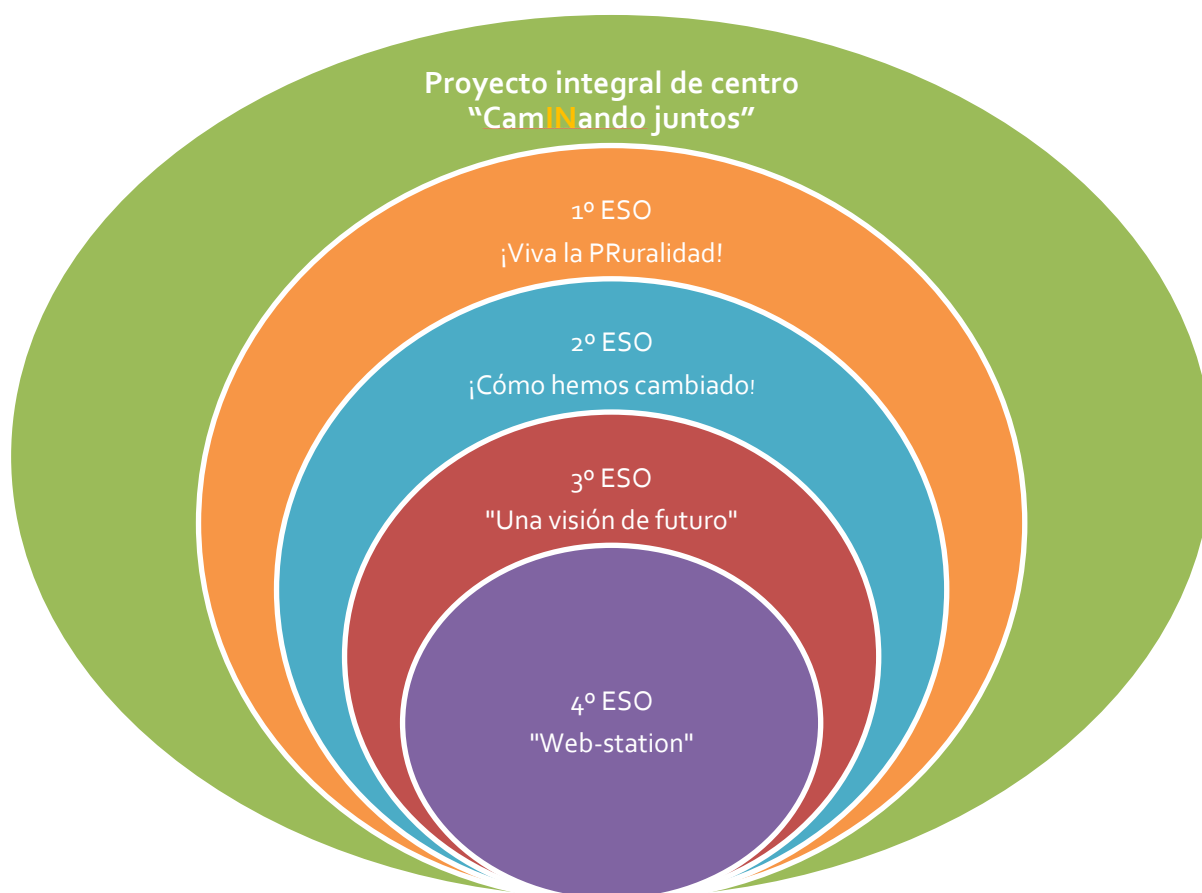 Proyecto integral de centro
“CamINando juntos”
1º ESO
¡Viva la PRuralidad!
2º ESO
¡Cómo hemos cambiado!
3º ESO
"Una visión de futuro"
4º ESO
"Web-station"